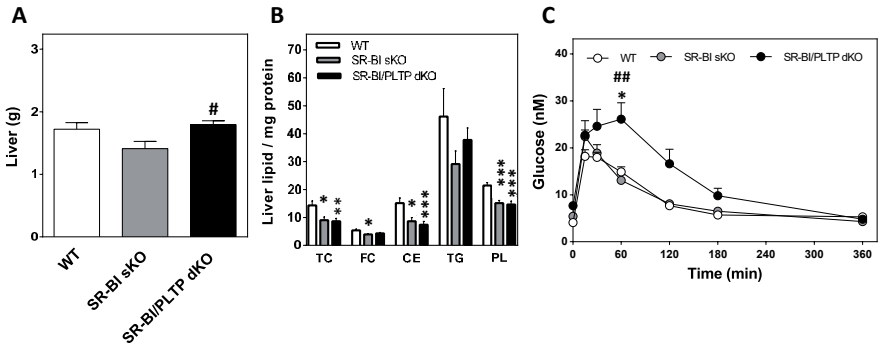 A
Liver (g)
3
2
1
0
#
WT
SR-BI sKO
SR-BI/PLTP dKO
B
Liver lipid / mg protein
70
60
50
40
30
20
10
0
WT
SR-BI sKO
SR-BI/PLTP dKO
* **
*
* ***
*** ***
TC FC CE TG PL
C
Glucose (nM)
40
30
20
10
0
WT SR-BI sKO SR-BI/PLTP dKO
##
*
0 60 120 180 240 300 360
Time (min)